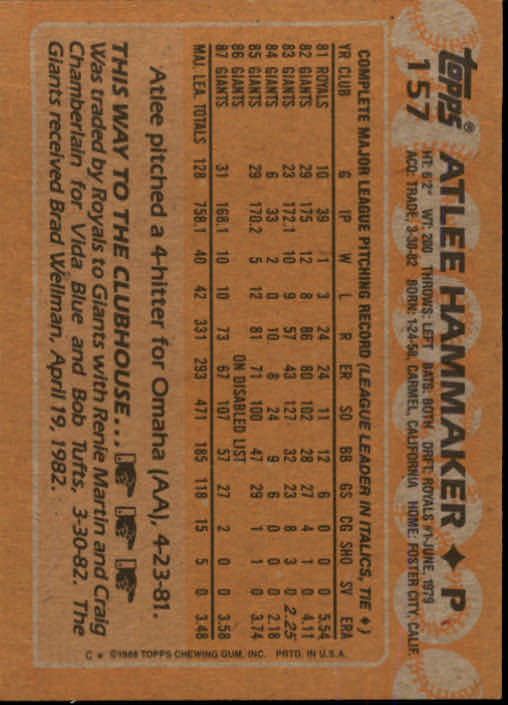 topps®
157
ATLEE HAMMAKER ♦ P
HT: 6'2" WT: 200 THROWS: LEFT BATS: BOTH DRFT: ROYALS #1-JUNE, 1979
ACQ: TRADE, 3-30-82 BORN: 1-24-58, CARMEL, CALIFORNIA HOME: FOSTER CITY, CALIF.
COMPLETE MAJOR LEAGUE PITCHING RECORD (LEAGUE LEADER IN ITALICS, TIE ♦)
YR CLUB G IP W L R ER SO BB GS CG SHO SV ERA
81 ROYALS 10 39 1 3 24 24 11 12 6 0 0 0 5.54
82 GIANTS 29 175 12 8 86 80 102 28 27 4 1 0 4.11
83 GIANTS 23 172.1 10 9 57 43 127 32 23 8 3 0 2.25
84 GIANTS 6 33 2 0 10 8 24 9 6 0 0 0 2.18
85 GIANTS 29 170.2 5 12 81 71 100 47 29 1 1 0 3.74
86 GIANTS ON DISABLED LIST
87 GIANTS 31 168.1 10 10 73 67 107 57 27 2 0 0 3.58
MAJ. LEA. TOTALS 128 758.1 40 42 331 293 471 185 118 15 5 0 3.48
Atlee pitched a 4-hitter for Omaha (AA), 4-23-81.
THIS WAY TO THE CLUBHOUSE...
Was traded by Royals to Giants with Renie Martin and Craig
Chamberlain for Vida Blue and Bob Tufts, 3-30-82. The
Giants received Brad Wellman, April 19, 1982.
C * ©1988 TOPPS CHEWING GUM, INC. PRTD. IN U.S.A.